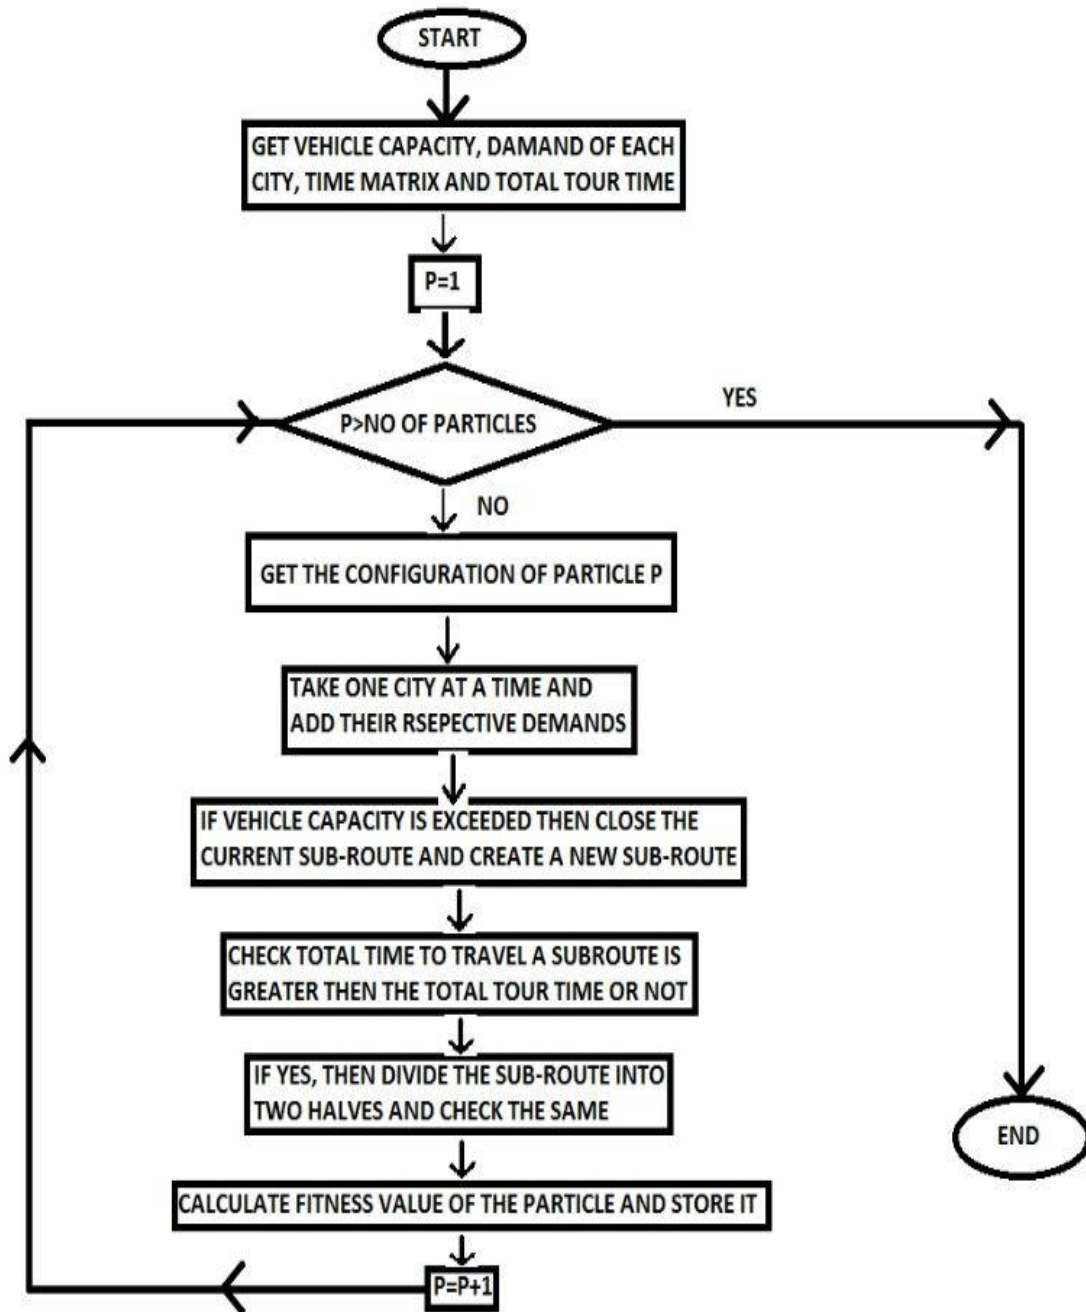 START
GET VEHICLE CAPACITY, DAMAND OF EACH
CITY, TIME MATRIX AND TOTAL TOUR TIME
P=1
P>NO OF PARTICLES
YES
NO
GET THE CONFIGURATION OF PARTICLE P
TAKE ONE CITY AT A TIME AND
ADD THEIR RSEPECTIVE DEMANDS
IF VEHICLE CAPACITY IS EXCEEDED THEN CLOSE THE
CURRENT SUB-ROUTE AND CREATE A NEW SUB-ROUTE
CHECK TOTAL TIME TO TRAVEL A SUBROUTE IS
GREATER THEN THE TOTAL TOUR TIME OR NOT
IF YES, THEN DIVIDE THE SUB-ROUTE INTO
TWO HALVES AND CHECK THE SAME
END
CALCULATE FITNESS VALUE OF THE PARTICLE AND STORE IT
P=P+1